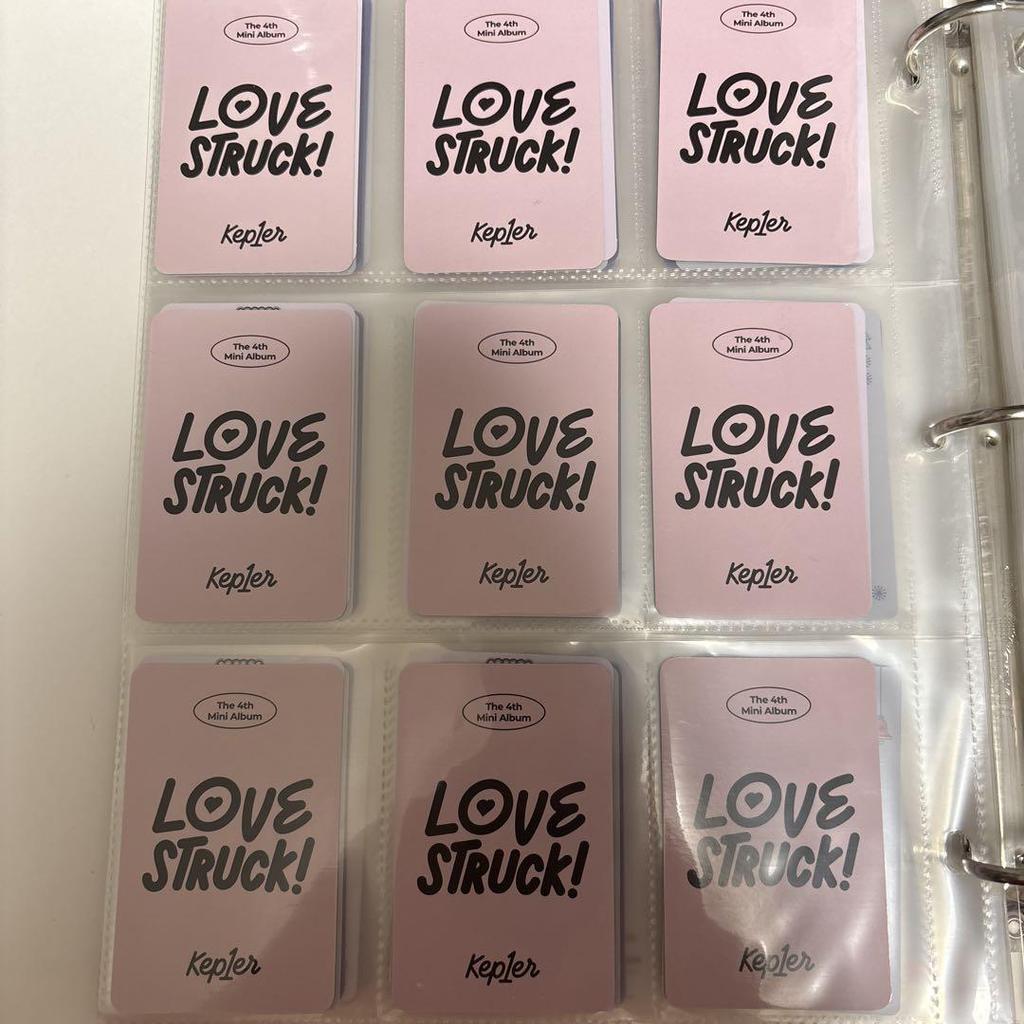 The 4th
Mini Album
LOVE
STRUCK!
Kep1er
The 4th
Mini Album
LOVE
STRUCK!
Kep1er
The 4th
Mini Album
LOVE
STRUCK!
Kep1er
The 4th
Mini Album
LOVE
STRUCK!
Kep1er
The 4th
Mini Album
LOVE
STRUCK!
Kep1er
The 4th
Mini Album
LOVE
STRUCK!
Kep1er
The 4th
Mini Album
LOVE
STRUCK!
Kep1er
The 4th
Mini Album
LOVE
STRUCK!
Kep1er
The 4th
Mini Album
LOVE
STRUCK!
Kep1er